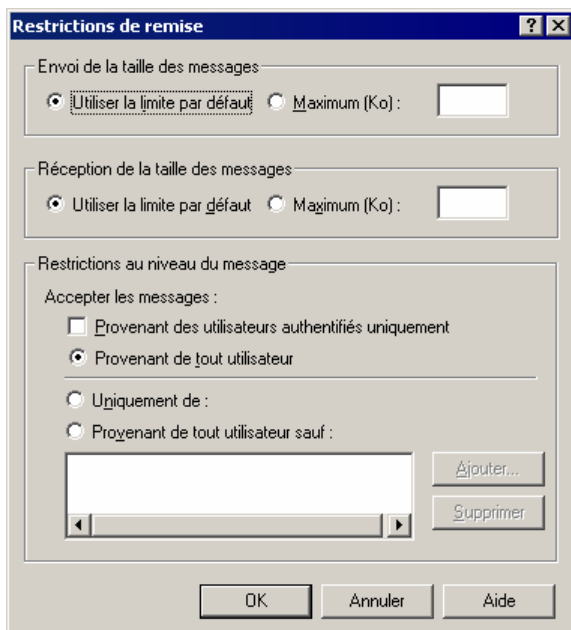 Restrictions de remise
Envoi de la taille des messages
Utiliser la limite par défaut Maximum (Ko) :
Réception de la taille des messages
Utiliser la limite par défaut Maximum (Ko) :
Restrictions au niveau du message
Accepter les messages :
Provenant des utilisateurs authentifiés uniquement
Provenant de tout utilisateur
Uniquement de :
Provenant de tout utilisateur sauf :
Ajouter...
Supprimer
OK Annuler Aide